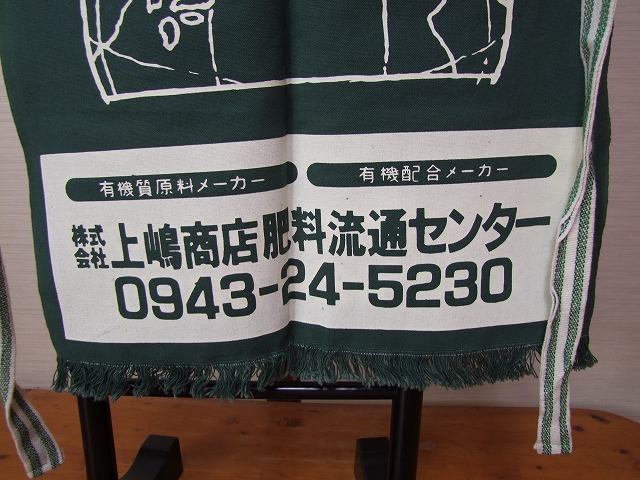 有機質原料メーカー 有機配合メーカー
株式会社 上嶋商店肥料流通センター
0943-24-5230